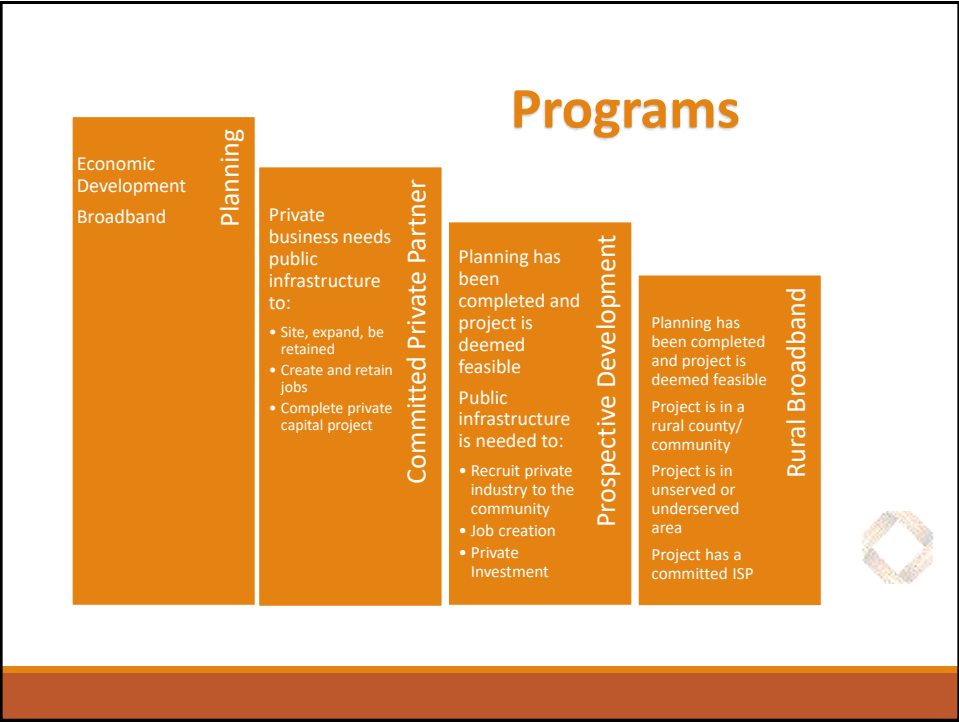 Programs
Planning
Economic
Development
Broadband
Committed Private Partner
Private
business needs
public
infrastructure
to:
• Site, expand, be
retained
• Create and retain
jobs
• Complete private
capital project
Prospective Development
Planning has
been
completed and
project is
deemed
feasible
Public
infrastructure
is needed to:
• Recruit private
industry to the
community
• Job creation
• Private
Investment
Rural Broadband
Planning has
been completed
and project is
deemed feasible
Project is in a
rural county/
community
Project is in
unserved or
underserved
area
Project has a
committed ISP